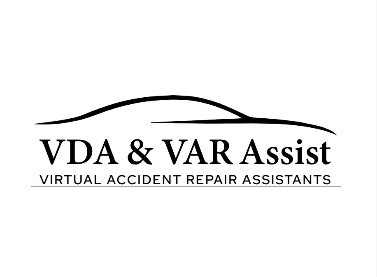 VDA & VAR Assist
VIRTUAL ACCIDENT REPAIR ASSISTANTS